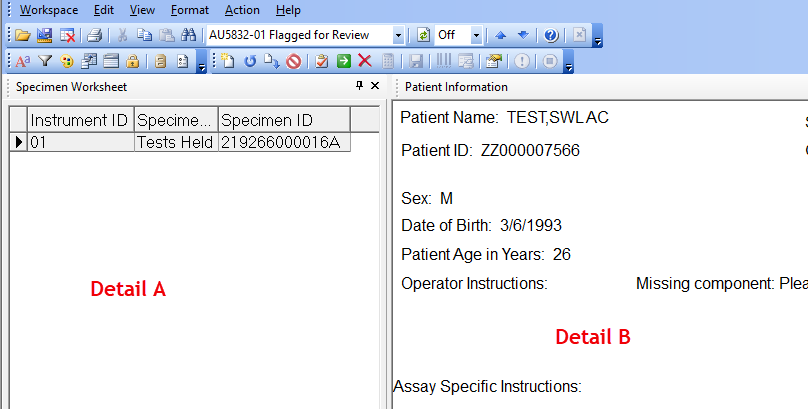 Workspace Edit View Format Action Help
AU5832-01 Flagged for Review Off
Specimen Worksheet
Instrument ID Specime... Specimen ID
01 Tests Held 219266000016A
Detail A
Patient Information
Patient Name: TEST,SWLAC
Patient ID: ZZ000007566
Sex: M
Date of Birth: 3/6/1993
Patient Age in Years: 26
Operator Instructions: Missing component: Plea
Detail B
Assay Specific Instructions: